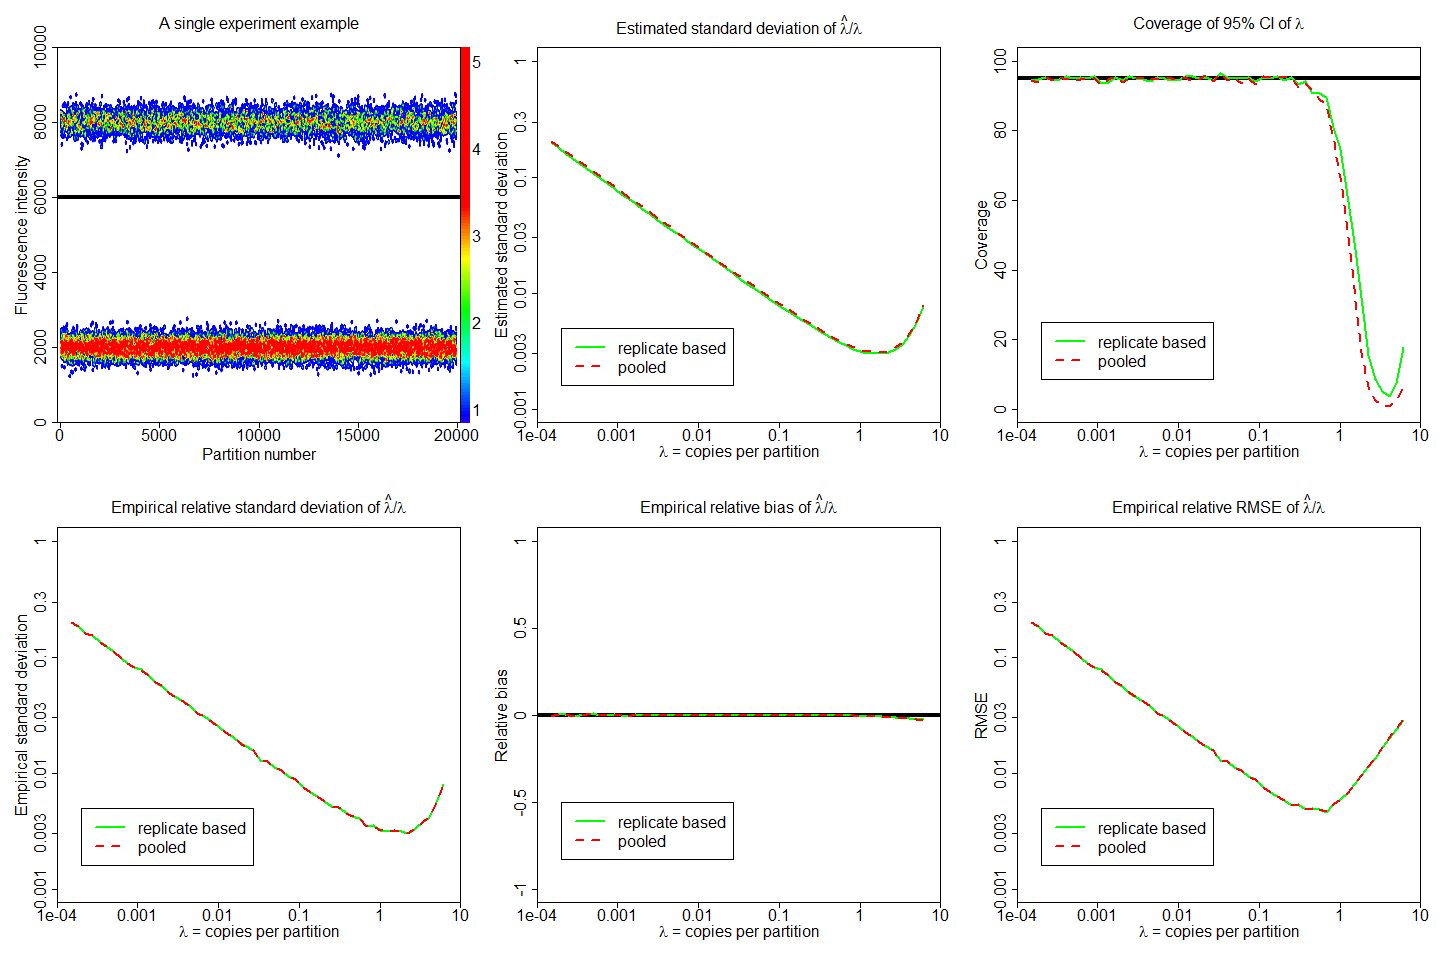 A single experiment example
Fluorescence intensity
0
2000
4000
6000
8000
10000
1
2
3
4
5
0
5000
10000
15000
20000
Partition number
Estimated standard deviation of λ̂/λ
Estimated standard deviation
0.001
0.003
0.01
0.03
0.1
0.3
1
replicate based
pooled
1e-04
0.001
0.01
0.1
1
10
λ = copies per partition
Coverage of 95% CI of λ
Coverage
0
20
40
60
80
100
replicate based
pooled
1e-04
0.001
0.01
0.1
1
10
λ = copies per partition
Empirical relative standard deviation of λ̂/λ
Empirical standard deviation
0.001
0.003
0.01
0.03
0.1
0.3
1
replicate based
pooled
1e-04
0.001
0.01
0.1
1
10
λ = copies per partition
Empirical relative bias of λ̂/λ
Relative bias
-1
-0.5
0
0.5
1
replicate based
pooled
1e-04
0.001
0.01
0.1
1
10
λ = copies per partition
Empirical relative RMSE of λ̂/λ
RMSE
0.001
0.003
0.01
0.03
0.1
0.3
1
replicate based
pooled
1e-04
0.001
0.01
0.1
1
10
λ = copies per partition